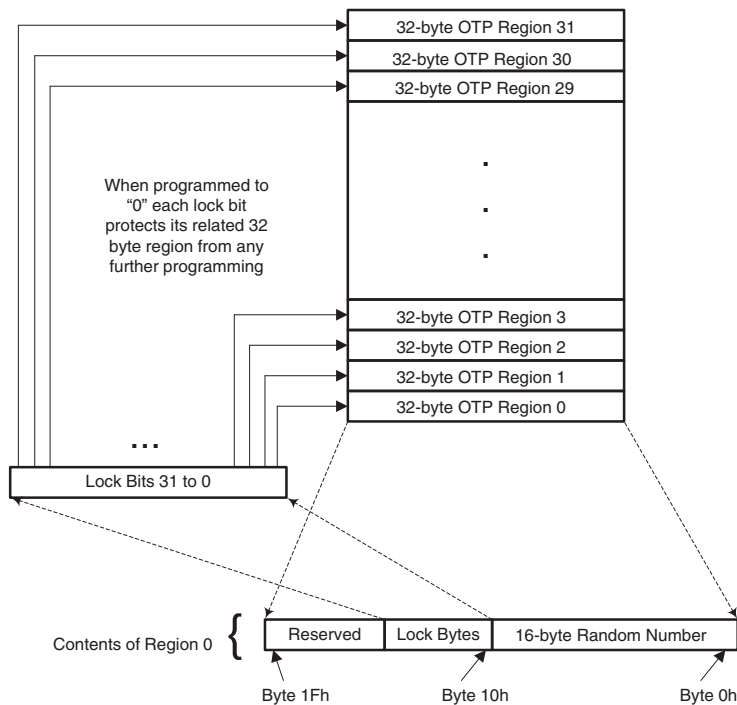 32-byte OTP Region 31
32-byte OTP Region 30
32-byte OTP Region 29
.
.
.
When programmed to
“0” each lock bit
protects its related 32
byte region from any
further programming
32-byte OTP Region 3
32-byte OTP Region 2
32-byte OTP Region 1
32-byte OTP Region 0
...
Lock Bits 31 to 0
Contents of Region 0 {
Reserved
Lock Bytes
16-byte Random Number
Byte 1Fh
Byte 10h
Byte 0h